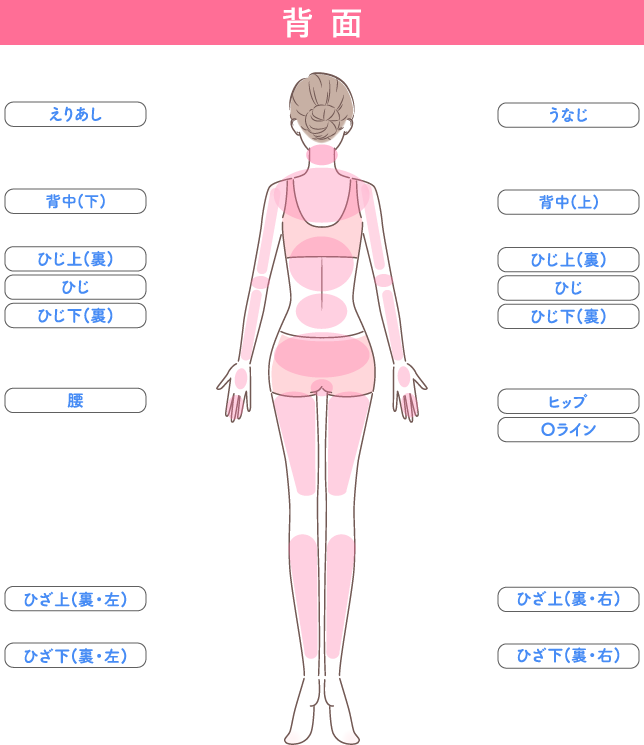 背面
えりあし
うなじ
背中(下)
背中(上)
ひじ上(裏)
ひじ上(裏)
ひじ
ひじ
ひじ下(裏)
ひじ下(裏)
腰
ヒップ
Oライン
ひざ上(裏・左)
ひざ上(裏・右)
ひざ下(裏・左)
ひざ下(裏・右)